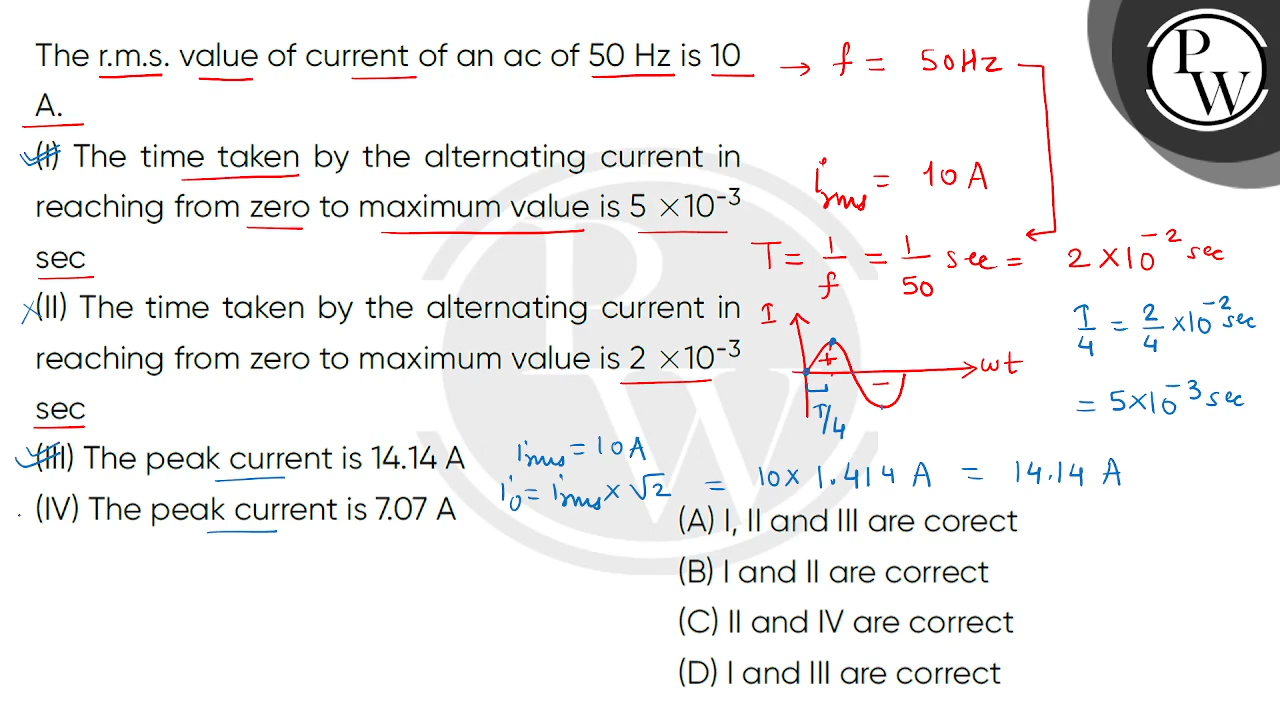 The r.m.s. value of current of an ac of 50 Hz is 10
A.
(I) The time taken by the alternating current in
reaching from zero to maximum value is 5 ×10⁻³
sec
(II) The time taken by the alternating current in
reaching from zero to maximum value is 2 ×10⁻³
sec
(III) The peak current is 14.14 A
(IV) The peak current is 7.07 A
→ f = 50Hz
i_rms = 10 A
T = 1/f = 1/50 sec = 2×10⁻² sec
I
+
−
ωt
T/4
T/4 = 2/4 ×10⁻² sec
= 5×10⁻³ sec
i_rms = 10A
i₀ = i_rms × √2 = 10 × 1.414 A = 14.14 A
(A) I, II and III are corect
(B) I and II are correct
(C) II and IV are correct
(D) I and III are correct
P
W
P
W